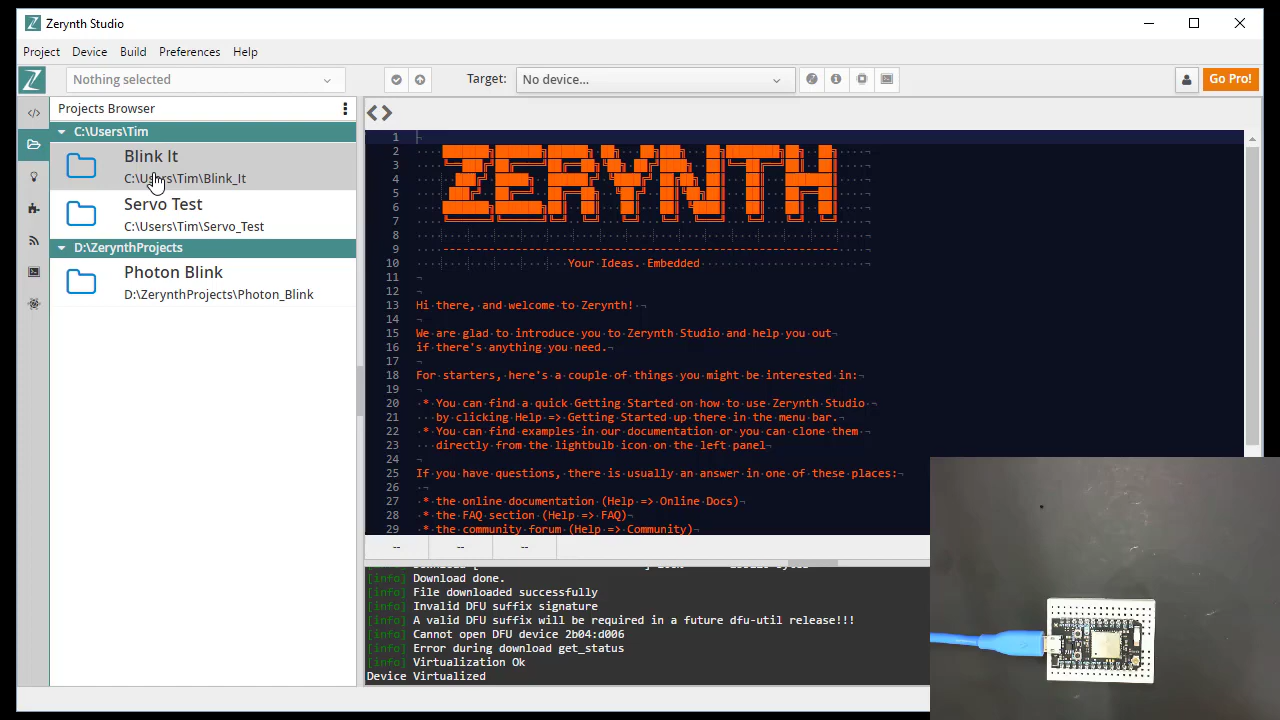 Zerynth Studio
Project Device Build Preferences Help
Nothing selected
Target:
No device...
Go Pro!
Projects Browser
C:\Users\Tim
Blink It
C:\Users\Tim\Blink_It
Servo Test
C:\Users\Tim\Servo_Test
D:\ZerynthProjects
Photon Blink
D:\ZerynthProjects\Photon_Blink
1
2
3
4
5
6
7
ZERYNTH
8
9
10 Your Ideas. Embedded
11
12
13 Hi there, and welcome to Zerynth!
14
15 We are glad to introduce you to Zerynth Studio and help you out
16 if there's anything you need.
17
18 For starters, here's a couple of things you might be interested in:
19
20 * You can find a quick Getting Started on how to use Zerynth Studio
21 by clicking Help => Getting Started up there in the menu bar.
22 * You can find examples in our documentation or you can clone them
23 directly from the lightbulb icon on the left panel
24
25 If you have questions, there is usually an answer in one of these places:
26
27 * the online documentation (Help => Online Docs)
28 * the FAQ section (Help => FAQ)
29 * the community forum (Help => Community)
-- -- --
[info] Download done.
[info] File downloaded successfully
[info] Invalid DFU suffix signature
[info] A valid DFU suffix will be required in a future dfu-util release!!!
[info] Cannot open DFU device 2b04:d006
[info] Error during download get_status
[info] Virtualization Ok
Device Virtualized